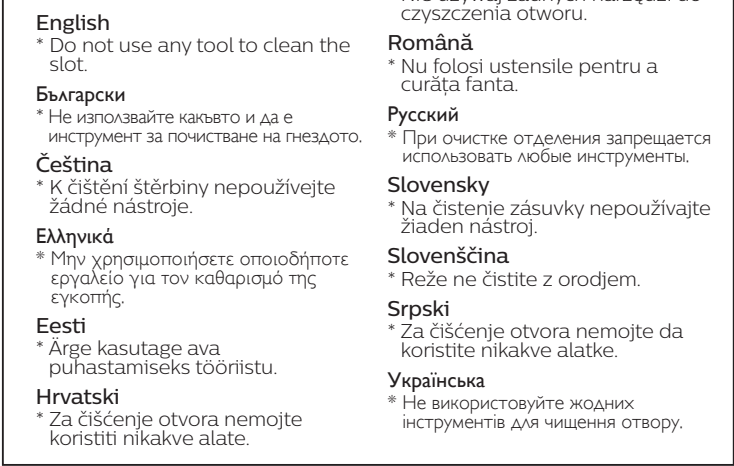 English
* Do not use any tool to clean the
slot.
Български
* Не използвайте какъвто и да е
инструмент за почистване на гнездото.
Čeština
* K čištění štěrbiny nepoužívejte
žádné nástroje.
Ελληνικά
* Μην χρησιμοποιήσετε οποιοδήποτε
εργαλείο για τον καθαρισμό της
εγκοπής.
Eesti
* Ärge kasutage ava
puhastamiseks tööriistu.
Hrvatski
* Za čišćenje otvora nemojte
koristiti nikakve alate.
czyszczenia otworu.
Română
* Nu folosi ustensile pentru a
curăța fanta.
Русский
* При очистке отделения запрещается
использовать любые инструменты.
Slovensky
* Na čistenie zásuvky nepoužívajte
žiaden nástroj.
Slovenščina
* Reže ne čistite z orodjem.
Srpski
* Za čišćenje otvora nemojte da
koristite nikakve alatke.
Українська
* Не використовуйте жодних
інструментів для чищення отвору.